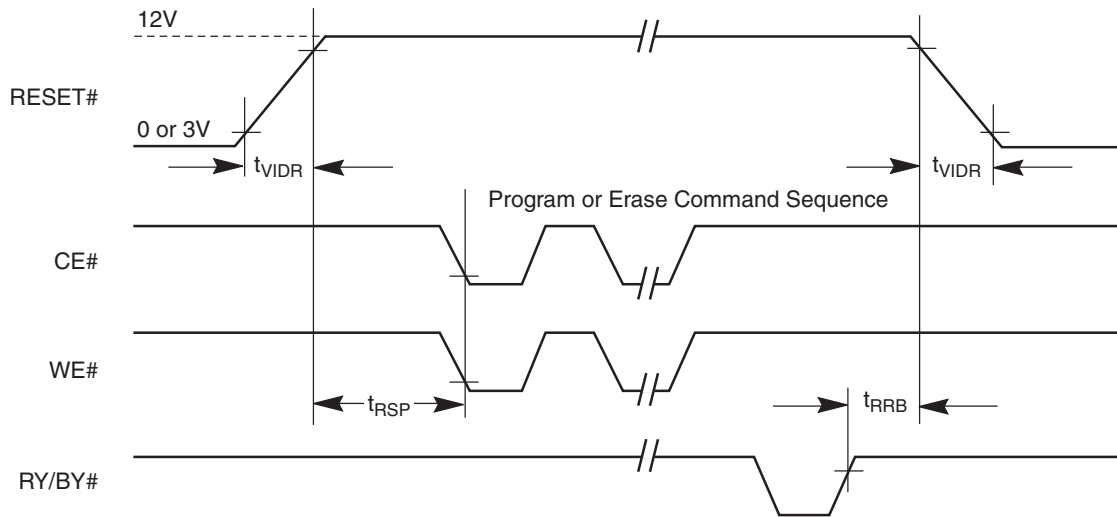 12V
RESET#
0 or 3V
tVIDR
tVIDR
Program or Erase Command Sequence
CE#
WE#
tRSP
tRRB
RY/BY#